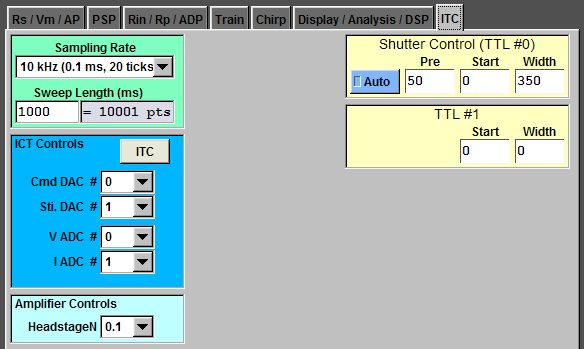 Rs / Vm / AP PSP Rin / Rp / ADP Train Chirp Display / Analysis / DSP ITC
Sampling Rate
10 kHz (0.1 ms, 20 ticks
Sweep Length (ms)
1000 = 10001 pts
ICT Controls
ITC
Cmd DAC # 0
Sti. DAC # 1
V ADC # 0
I ADC # 1
Amplifier Controls
HeadstageN 0.1
Shutter Control (TTL #0)
Pre Start Width
Auto 50 0 350
TTL #1
Start Width
0 0